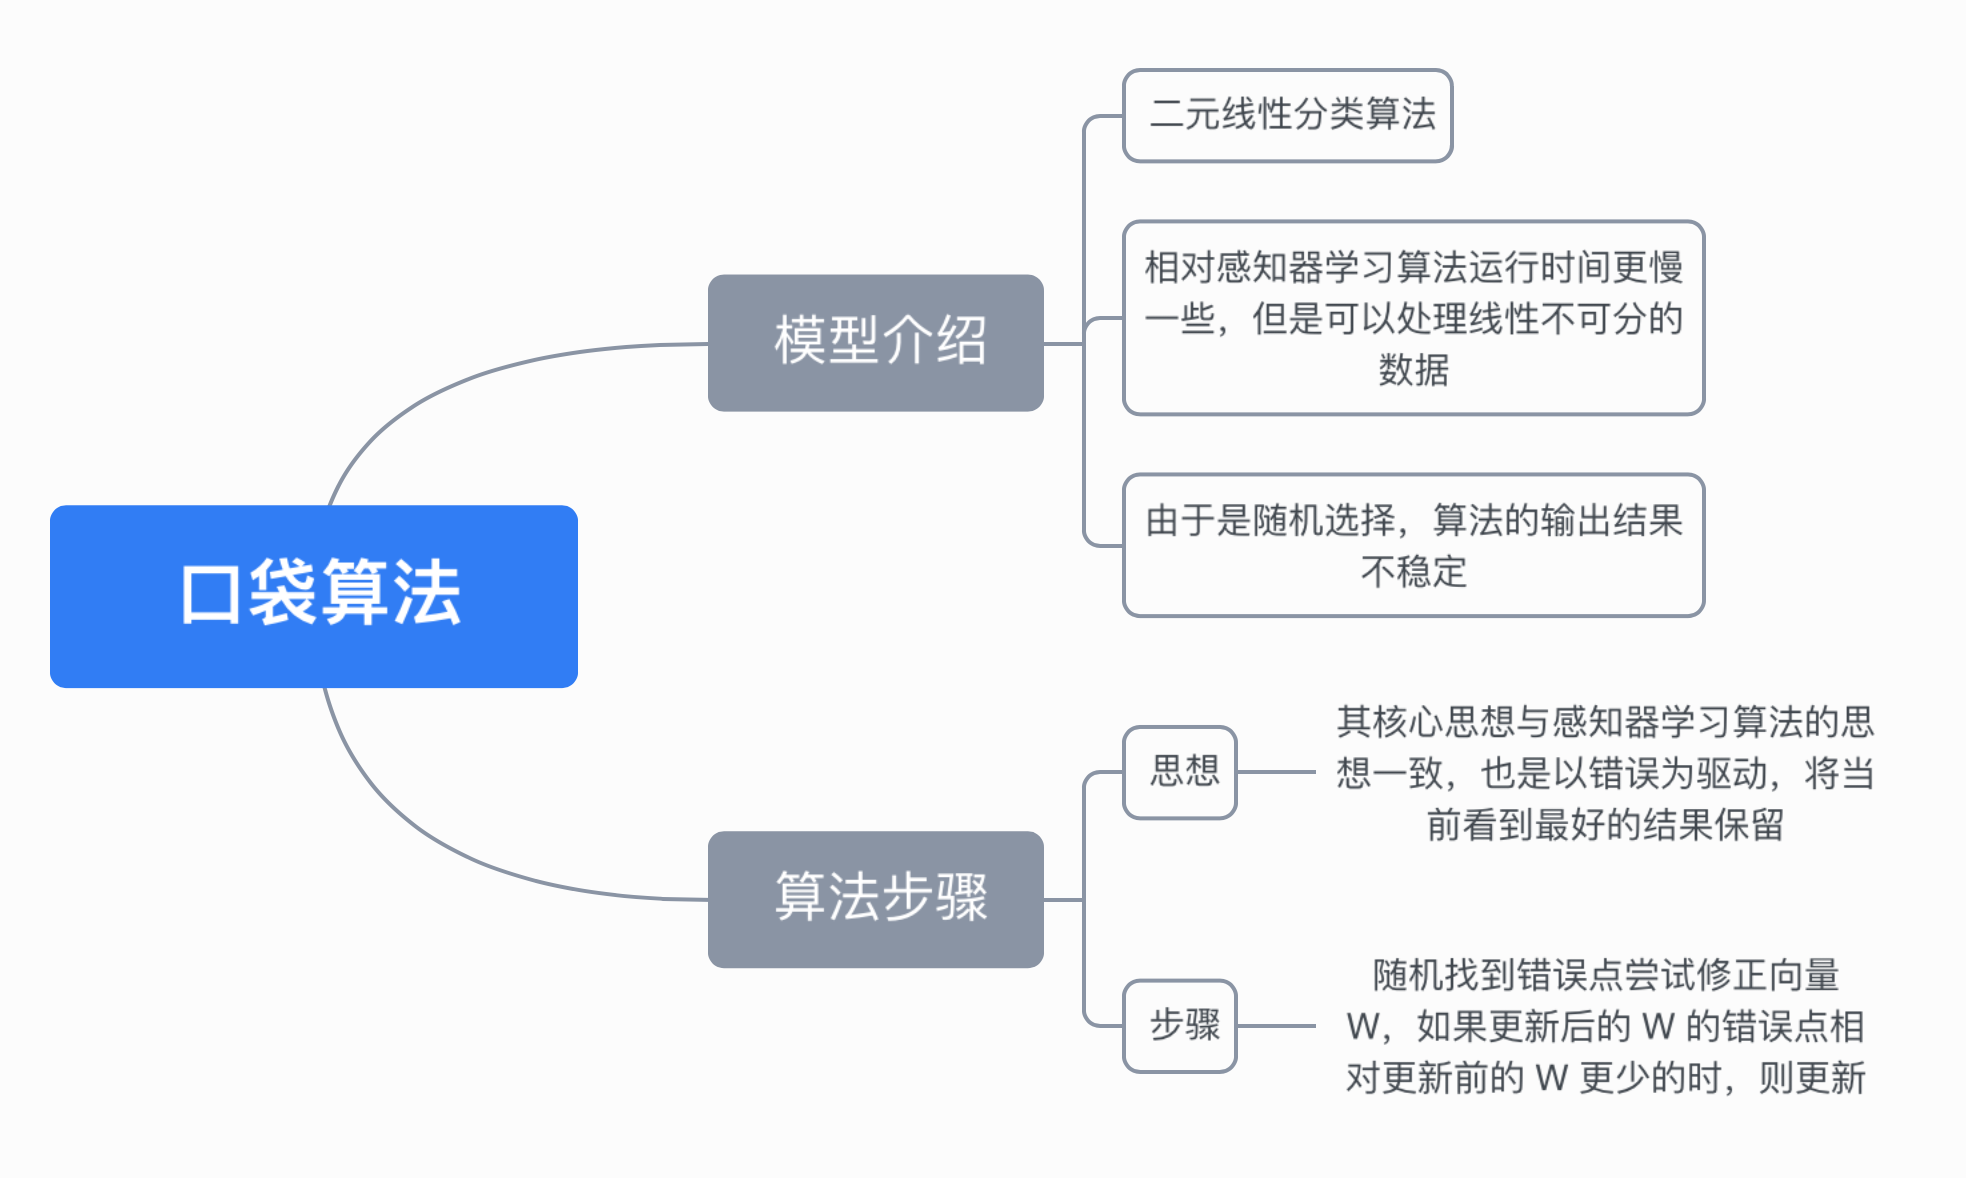 口袋算法
模型介绍
二元线性分类算法
相对感知器学习算法运行时间更慢
一些，但是可以处理线性不可分的
数据
由于是随机选择，算法的输出结果
不稳定
算法步骤
思想
其核心思想与感知器学习算法的思
想一致，也是以错误为驱动，将当
前看到最好的结果保留
步骤
随机找到错误点尝试修正向量
W，如果更新后的 W 的错误点相
对更新前的 W 更少的时，则更新